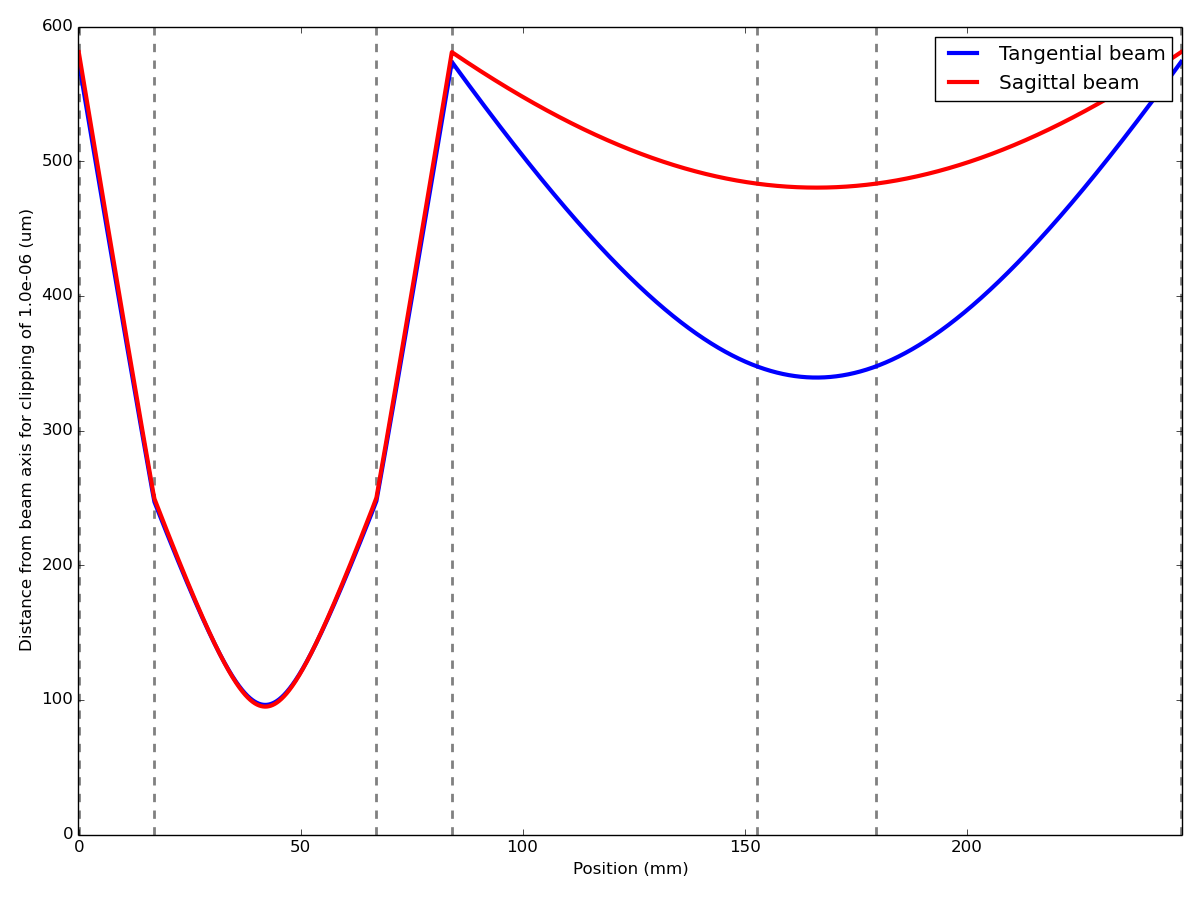 600
500
400
300
200
100
0
0 50 100 150 200
Position (mm)
Distance from beam axis for clipping of 1.0e-06 (um)
Tangential beam
Sagittal beam